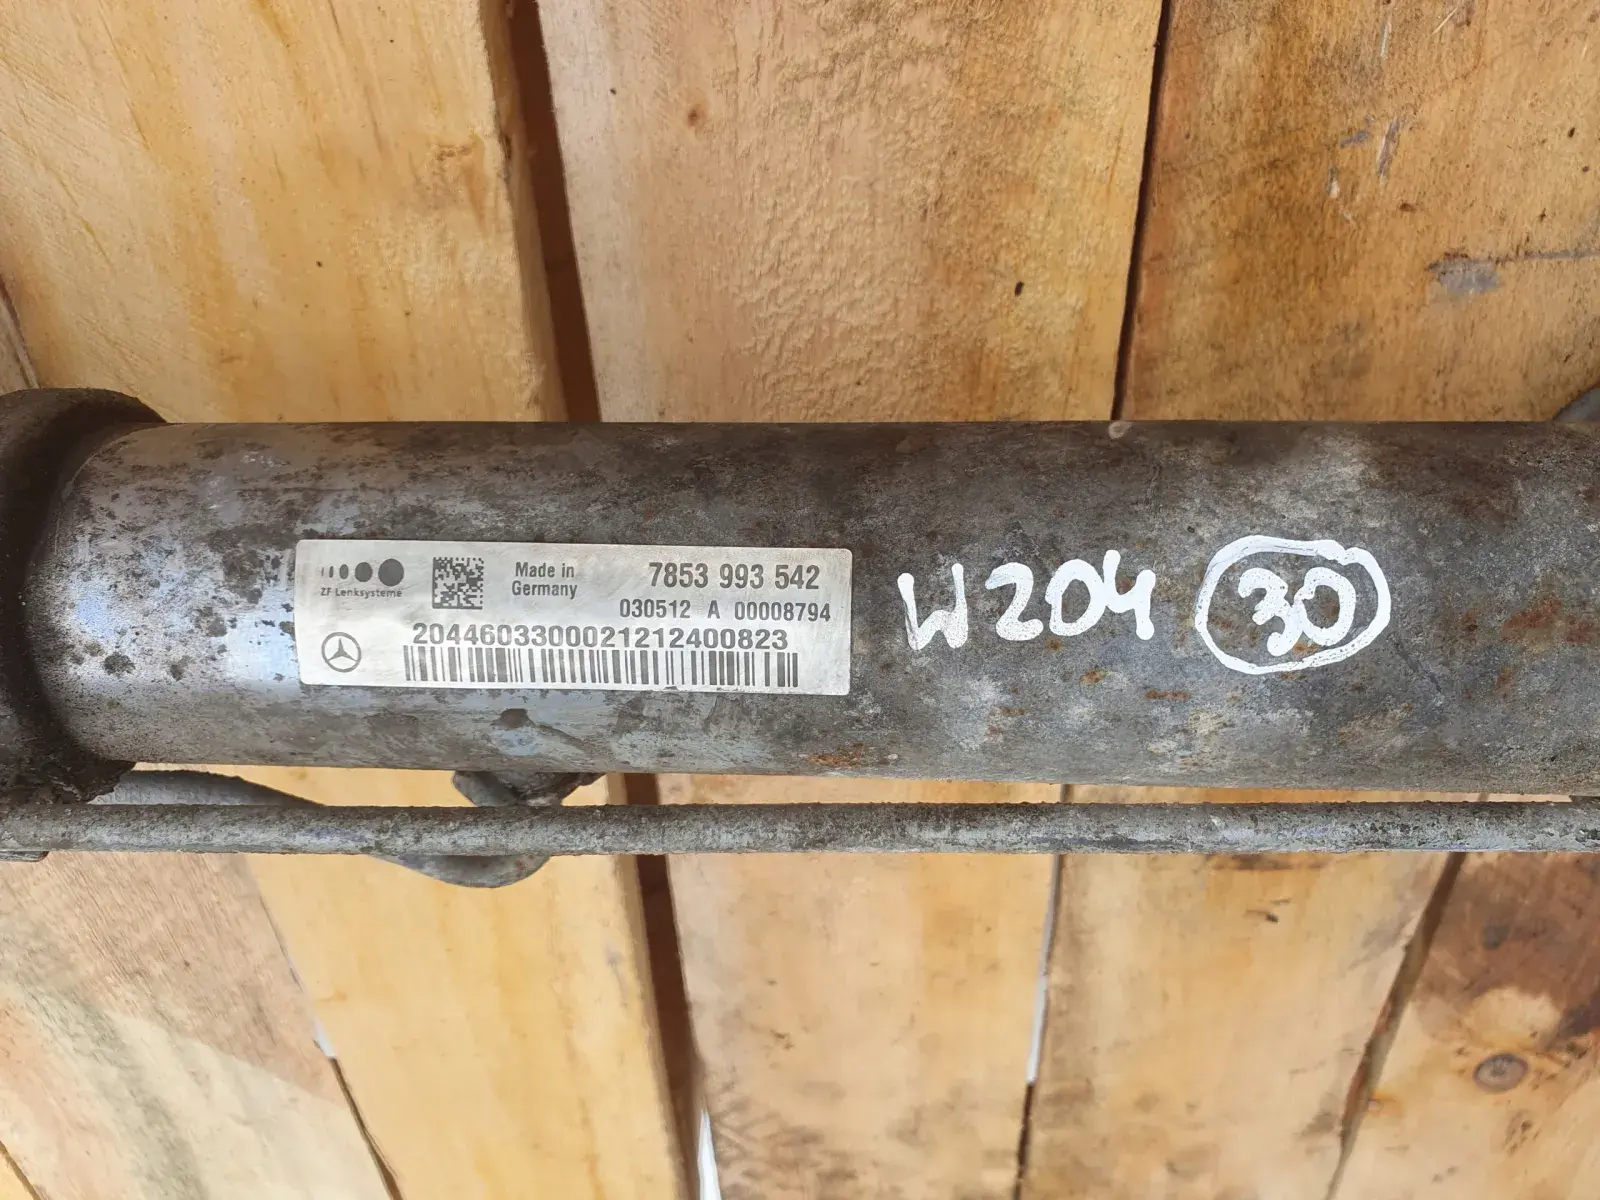 ZF Lenksysteme
Made in
Germany
7853 993 542
030512 A 00008794
2044603300021212400823
W204 30